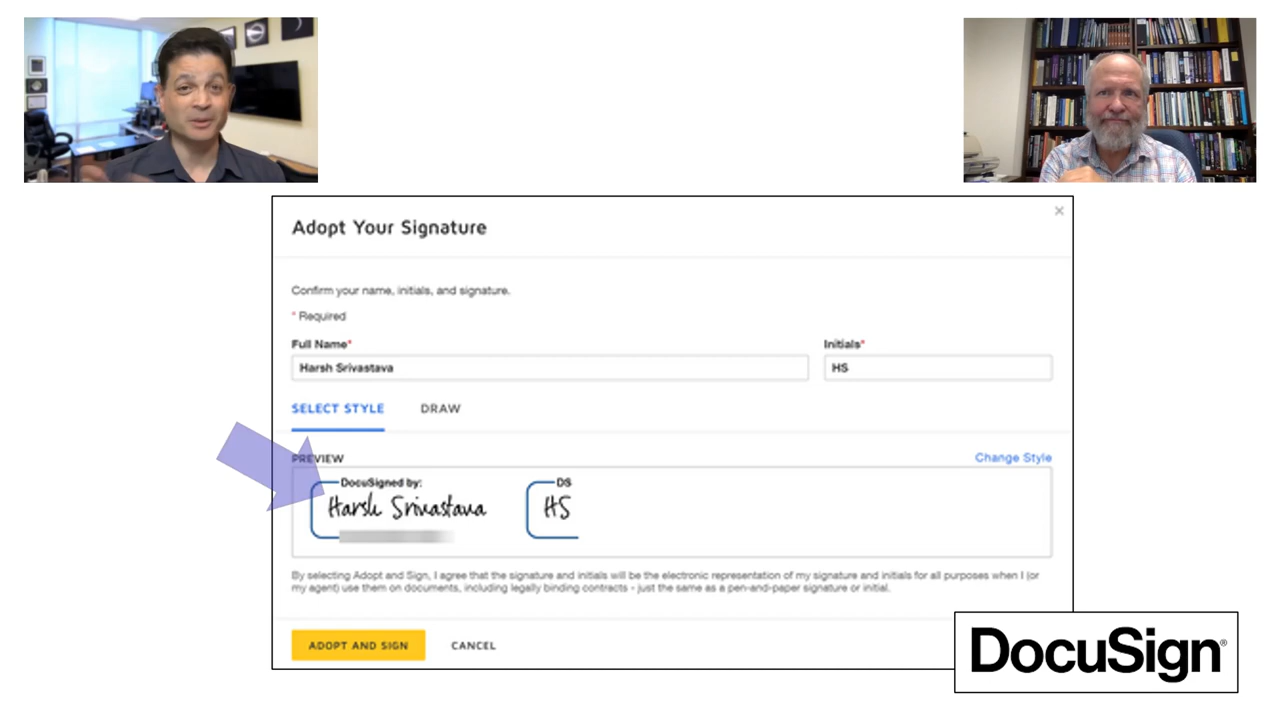 Adopt Your Signature
×
Confirm your name, initials, and signature.
* Required
Full Name* Initials*
Harsh Srivastava HS
SELECT STYLE DRAW
PREVIEW Change Style
DocuSigned by: DS
Harsh Srivastava HS
By selecting Adopt and Sign, I agree that the signature and initials will be the electronic representation of my signature and initials for all purposes when I (or
my agent) use them on documents, including legally binding contracts - just the same as a pen-and-paper signature or initial.
ADOPT AND SIGN CANCEL
DocuSign®